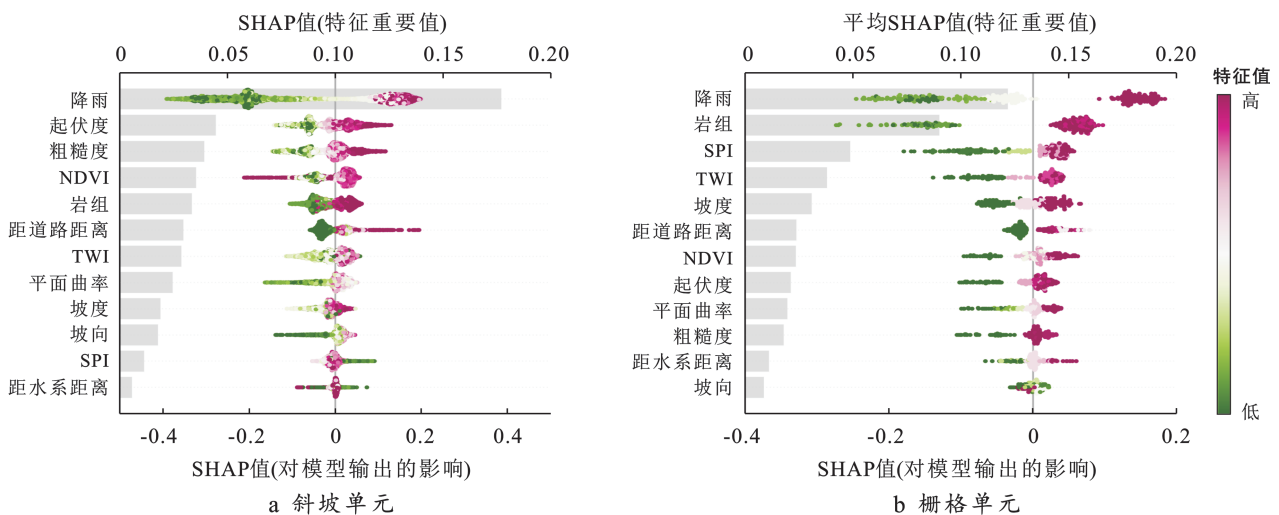 SHAP值(特征重要值)
0 0.05 0.10 0.15 0.20
降雨
起伏度
粗糙度
NDVI
岩组
距道路距离
TWI
平面曲率
坡度
坡向
SPI
距水系距离
-0.4 -0.2 0 0.2 0.4
SHAP值(对模型输出的影响)
a 斜坡单元
平均SHAP值(特征重要值)
0 0.05 0.10 0.15 0.20
降雨
岩组
SPI
TWI
坡度
距道路距离
NDVI
起伏度
平面曲率
粗糙度
距水系距离
坡向
-0.4 -0.2 0 0.2
SHAP值(对模型输出的影响)
b 栅格单元
特征值
高
低